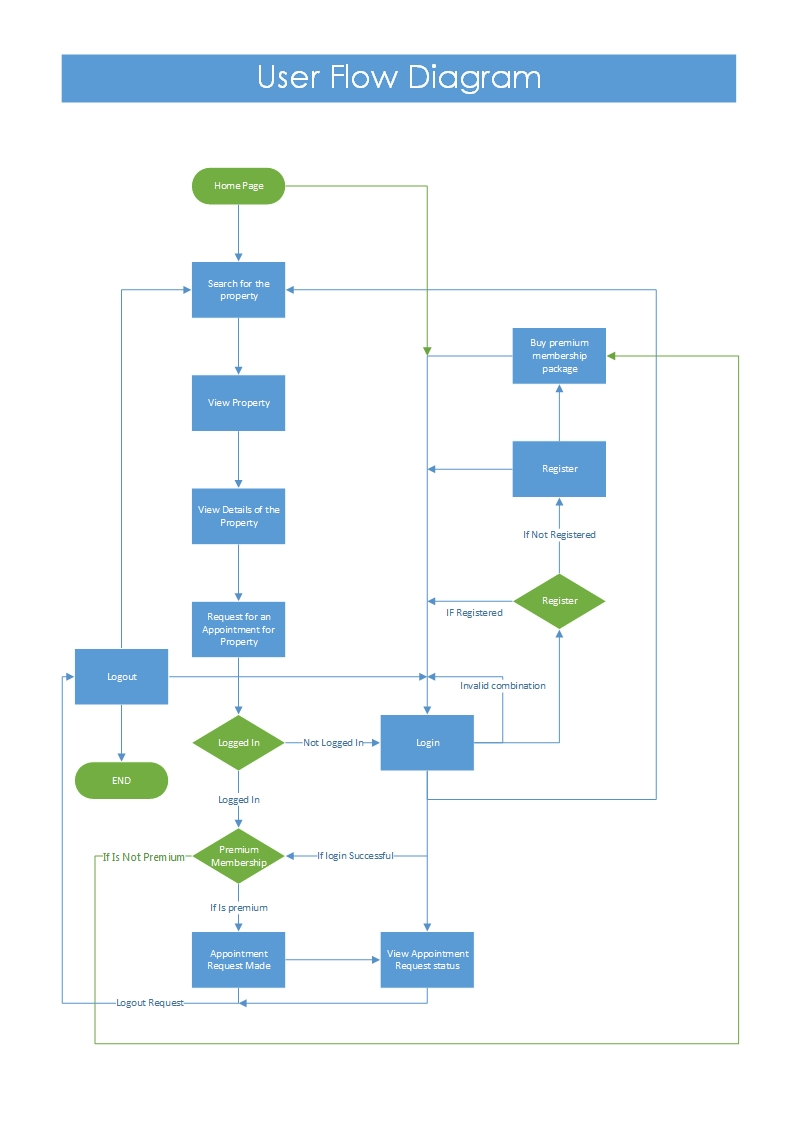 User Flow Diagram
Home Page
Search for the
property
Buy premium
membership
package
View Property
Register
View Details of the
Property
If Not Registered
Register
IF Registered
Request for an
Appointment for
Property
Logout
Invalid combination
Logged In
Not Logged In
Login
END
Logged In
Premium
Membership
If Is Not Premium
If login Successful
If Is premium
Appointment
Request Made
View Appointment
Request status
Logout Request